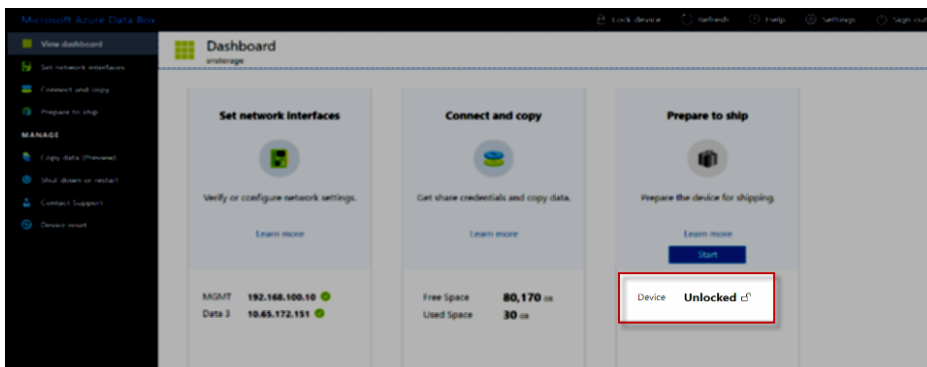 Microsoft Azure Data Box
Lock device Refresh Help Settings Sign out
View dashboard
Set network interfaces
Connect and copy
Prepare to ship
MANAGE
Copy data (Preview)
Shut down or restart
Contact Support
Device reset
Dashboard
Set network interfaces
Verify or configure network settings.
Learn more
MGMT 192.168.100.10
Data 3 10.65.172.151
Connect and copy
Get share credentials and copy data.
Learn more
Free Space 80,170 GB
Used Space 30 GB
Prepare to ship
Prepare the device for shipping.
Learn more
Start
Device Unlocked